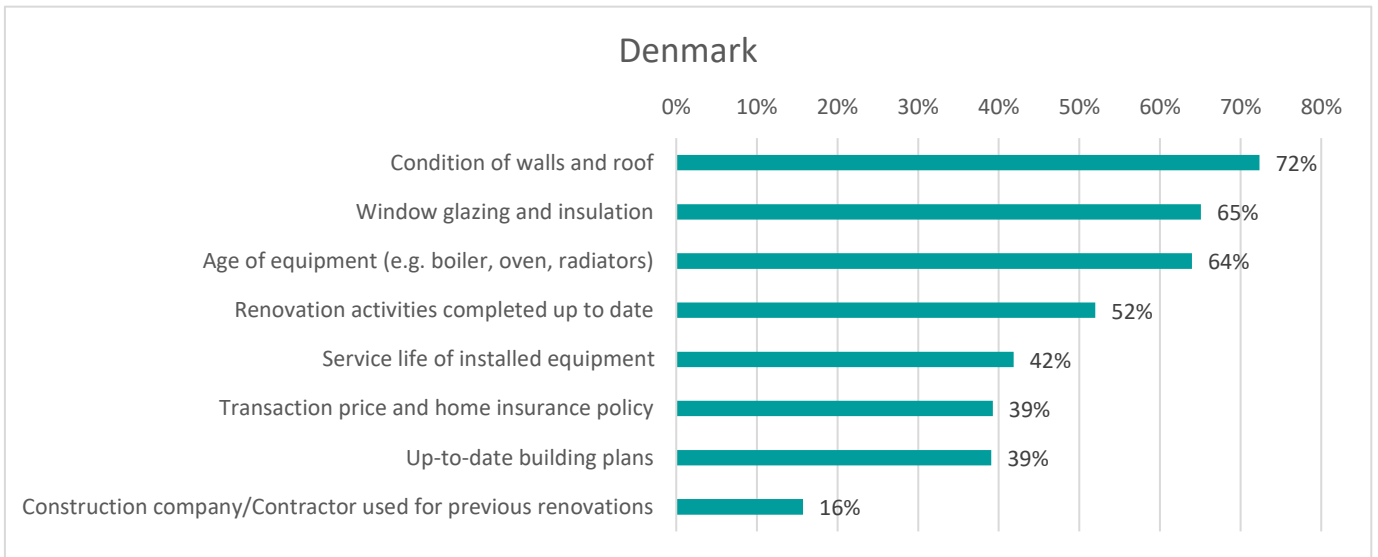 Denmark
0% 10% 20% 30% 40% 50% 60% 70% 80%
Condition of walls and roof 72%
Window glazing and insulation 65%
Age of equipment (e.g. boiler, oven, radiators) 64%
Renovation activities completed up to date 52%
Service life of installed equipment 42%
Transaction price and home insurance policy 39%
Up-to-date building plans 39%
Construction company/Contractor used for previous renovations 16%